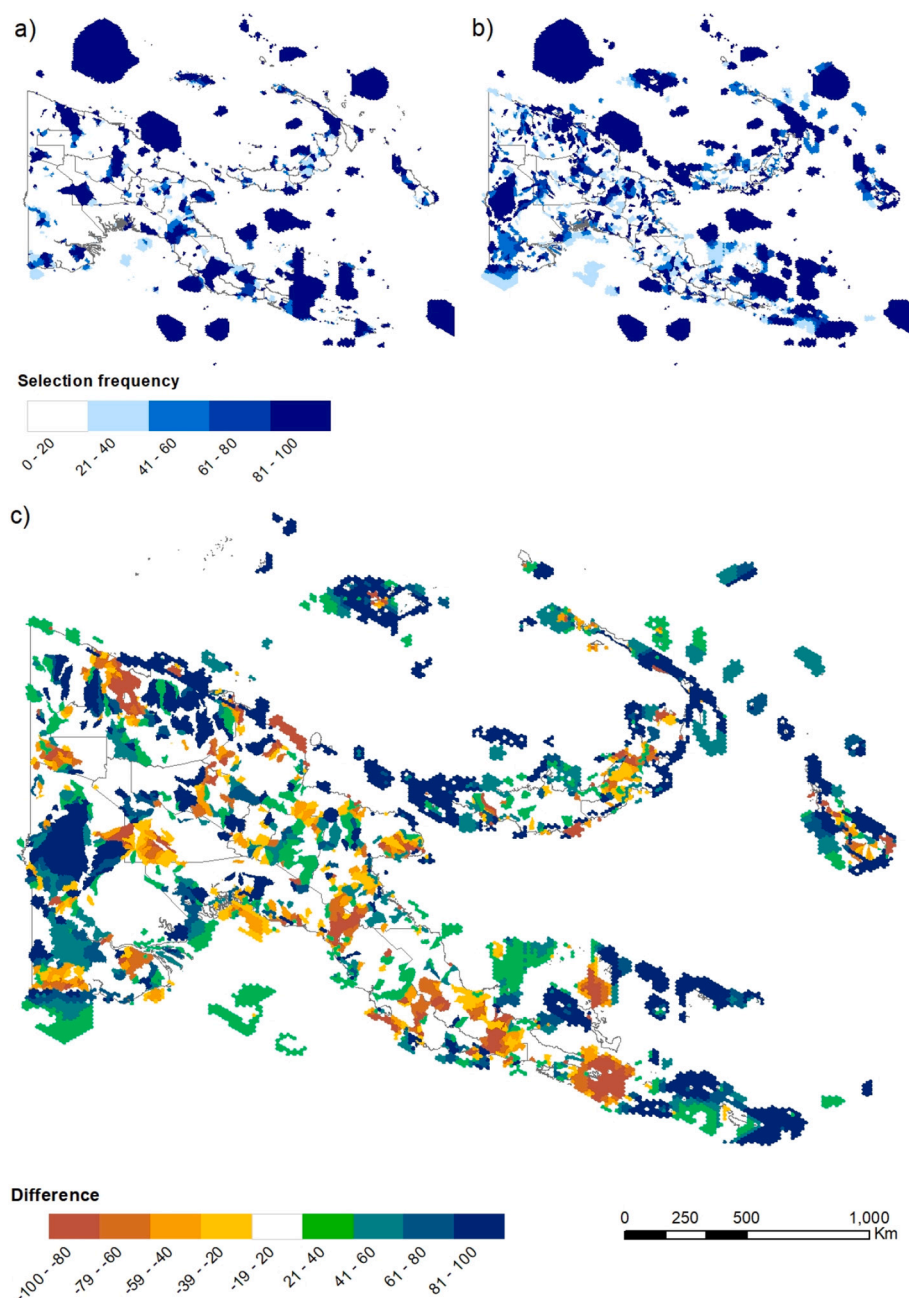 a)
b)
Selection frequency
0 - 20
21 - 40
41 - 60
61 - 80
81 - 100
c)
Difference
-100 - -80
-79 - -60
-59 - -40
-39 - -20
-19 - 20
21 - 40
41 - 60
61 - 80
81 - 100
0 250 500 1,000
Km